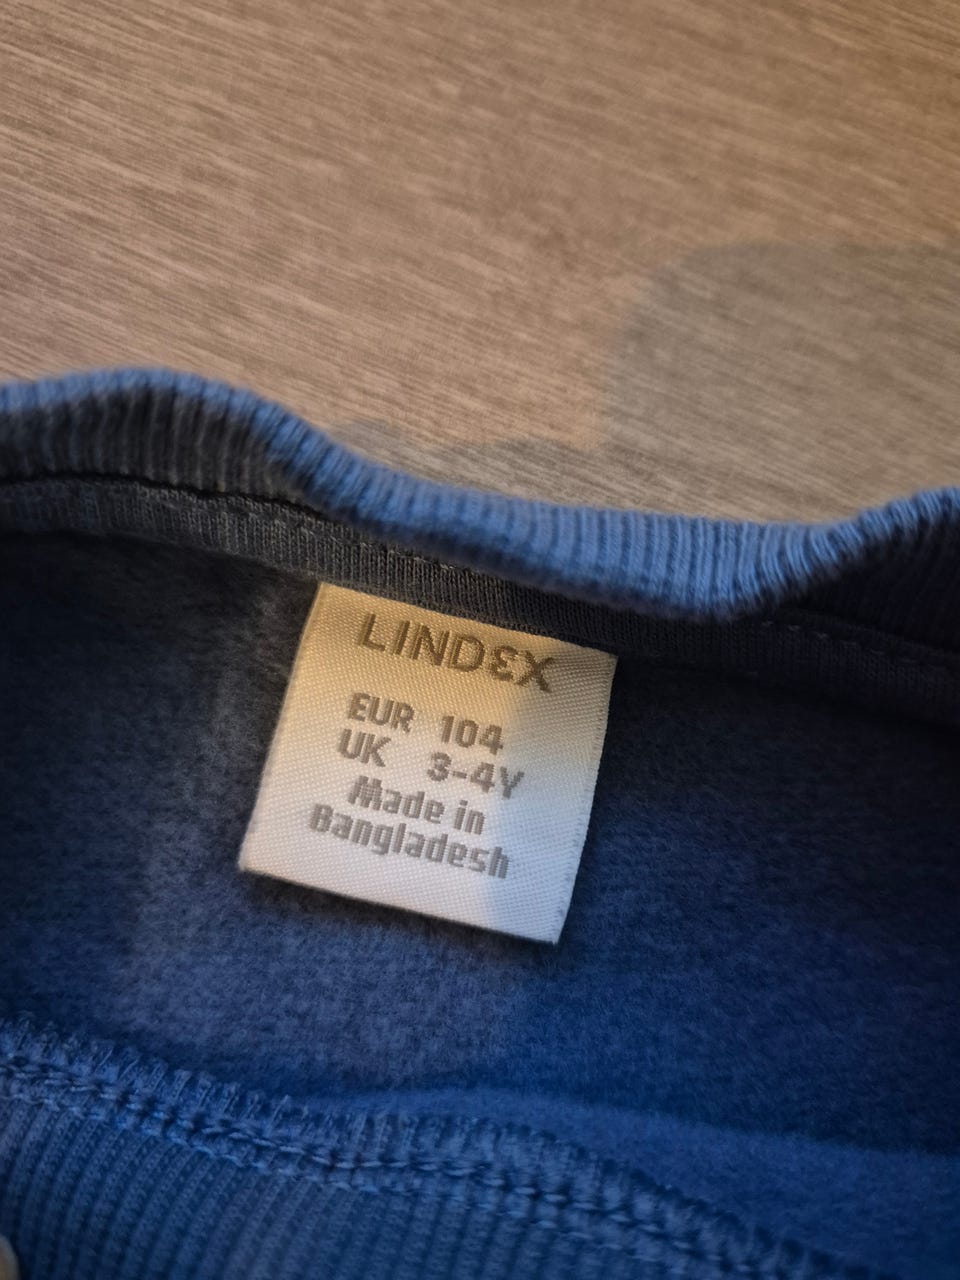 LINDEX
EUR 104
UK 3-4Y
Made in
Bangladesh